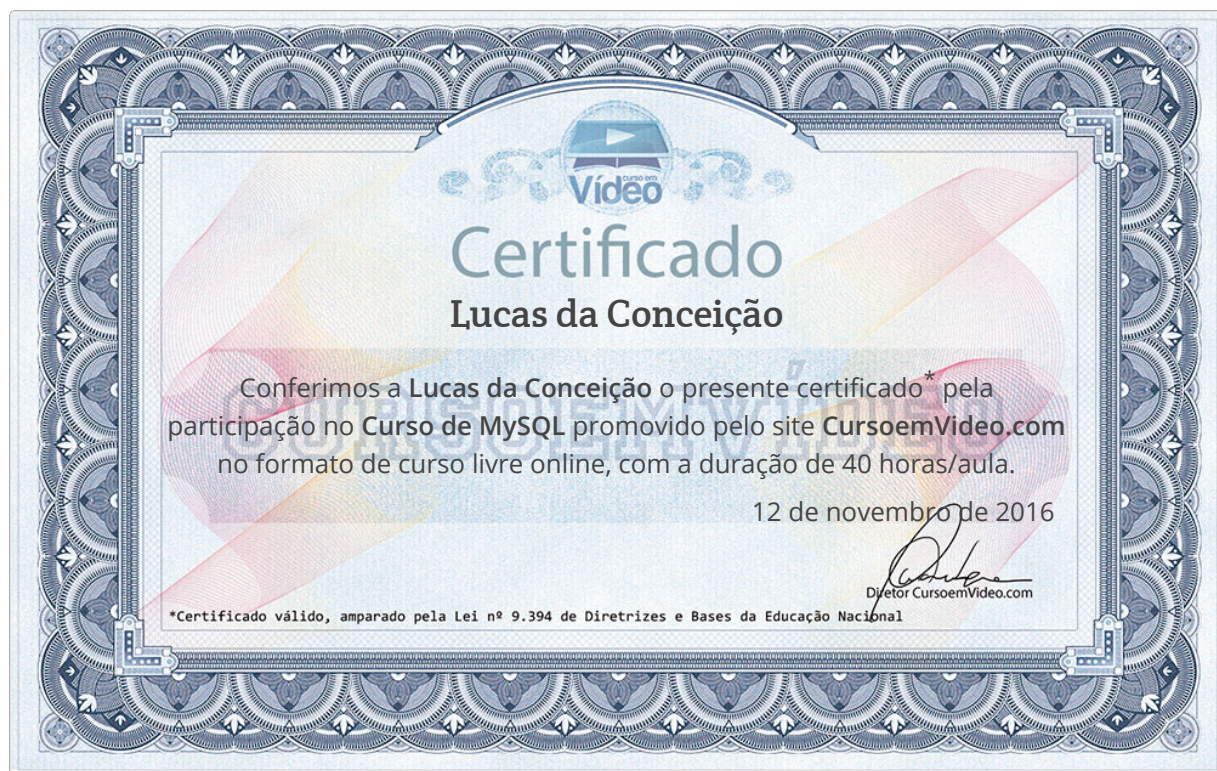 curso em
Vídeo
Certificado
Lucas da Conceição
CURSOEMVÍDEO
Conferimos a Lucas da Conceição o presente certificado* pela
participação no Curso de MySQL promovido pelo site CursoemVideo.com
no formato de curso livre online, com a duração de 40 horas/aula.
12 de novembro de 2016
Diretor CursoemVideo.com
*Certificado válido, amparado pela Lei nº 9.394 de Diretrizes e Bases da Educação Nacional